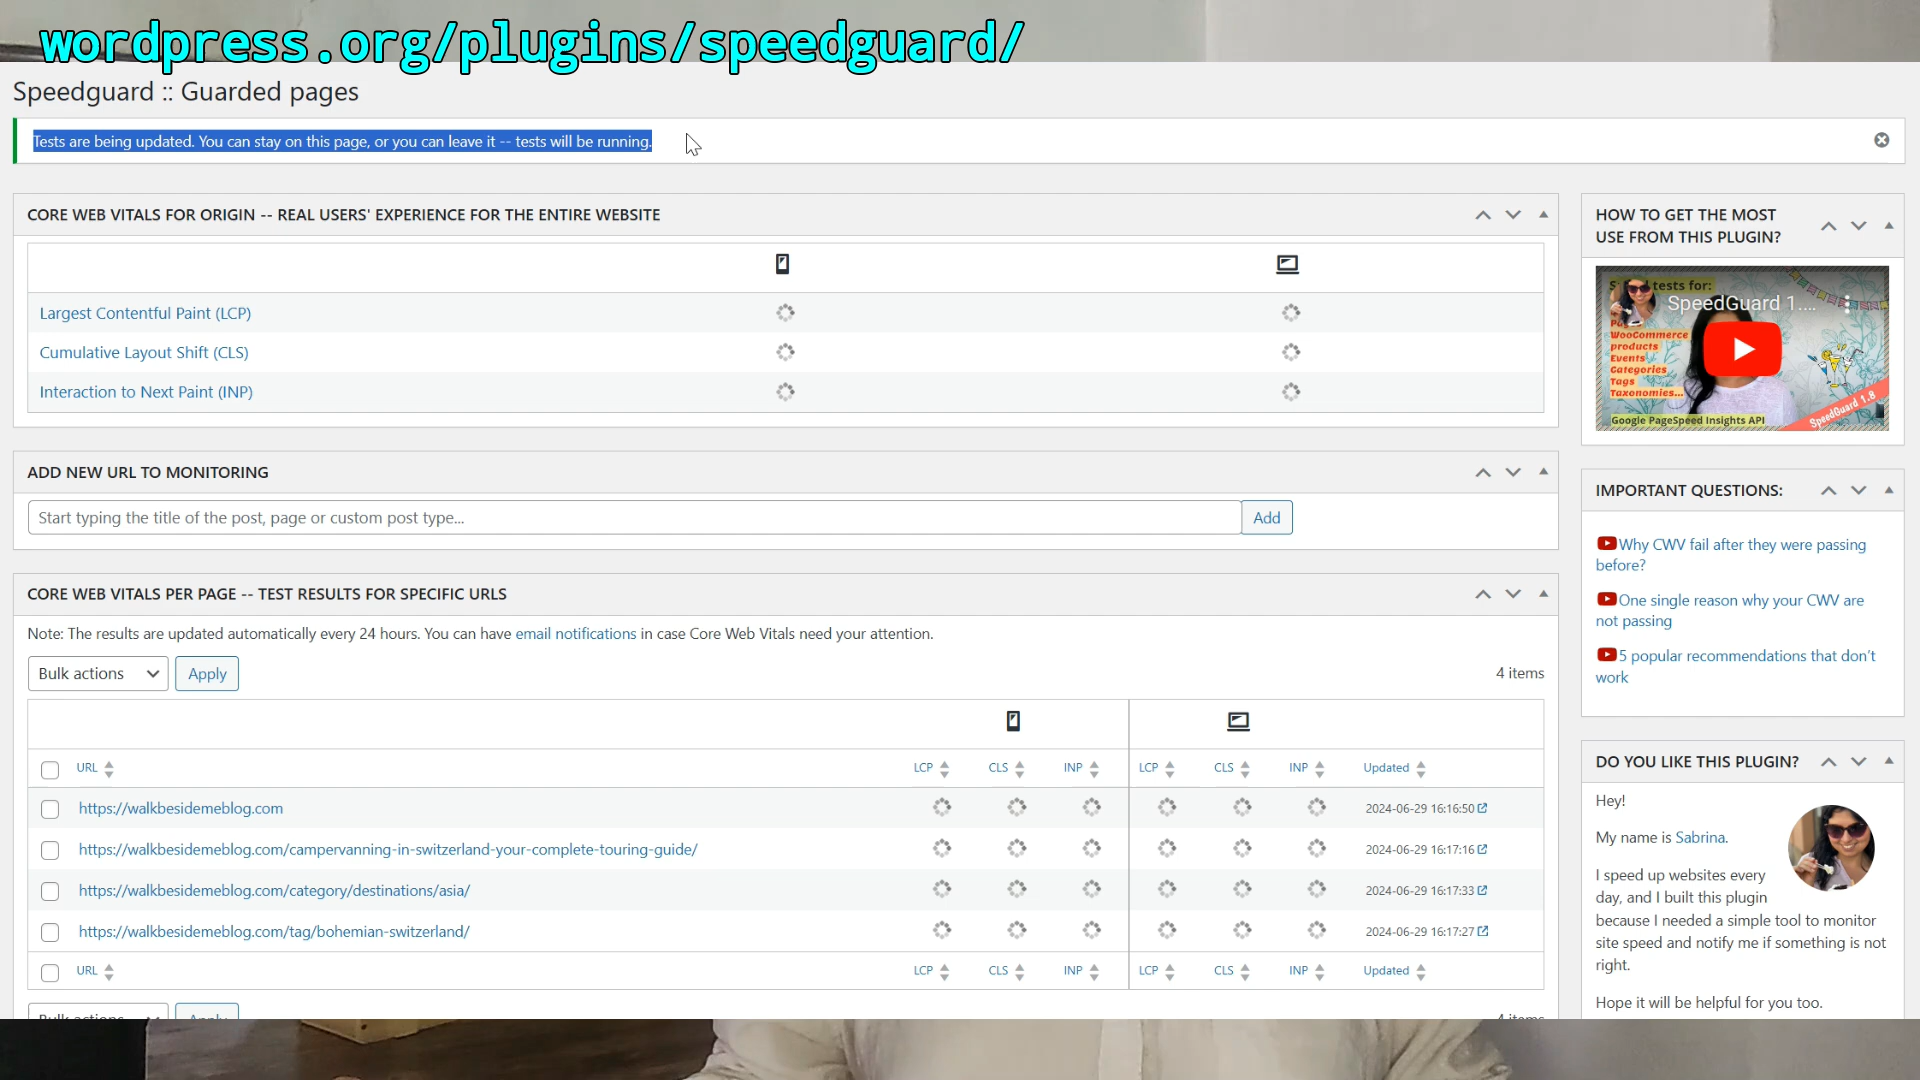 wordpress.org/plugins/speedguard/
Speedguard :: Guarded pages
Tests are being updated. You can stay on this page, or you can leave it -- tests will be running.
CORE WEB VITALS FOR ORIGIN -- REAL USERS' EXPERIENCE FOR THE ENTIRE WEBSITE
Largest Contentful Paint (LCP)
Cumulative Layout Shift (CLS)
Interaction to Next Paint (INP)
ADD NEW URL TO MONITORING
Start typing the title of the post, page or custom post type...
Add
CORE WEB VITALS PER PAGE -- TEST RESULTS FOR SPECIFIC URLS
Note: The results are updated automatically every 24 hours. You can have email notifications in case Core Web Vitals need your attention.
Bulk actions Apply 4 items
URL LCP CLS INP LCP CLS INP Updated
https://walkbesidemeblog.com 2024-06-29 16:16:50
https://walkbesidemeblog.com/campervanning-in-switzerland-your-complete-touring-guide/ 2024-06-29 16:17:16
https://walkbesidemeblog.com/category/destinations/asia/ 2024-06-29 16:17:33
https://walkbesidemeblog.com/tag/bohemian-switzerland/ 2024-06-29 16:17:27
URL LCP CLS INP LCP CLS INP Updated
Bulk actions Apply 4 items
HOW TO GET THE MOST
USE FROM THIS PLUGIN?
tests for:
SpeedGuard 1....
WooCommerce
products
Events
Categories
Tags
Taxonomies...
Google PageSpeed Insights API
SpeedGuard 1.8
IMPORTANT QUESTIONS:
Why CWV fail after they were passing
before?
One single reason why your CWV are
not passing
5 popular recommendations that don't
work
DO YOU LIKE THIS PLUGIN?
Hey!
My name is Sabrina.
I speed up websites every
day, and I built this plugin
because I needed a simple tool to monitor
site speed and notify me if something is not
right.
Hope it will be helpful for you too.